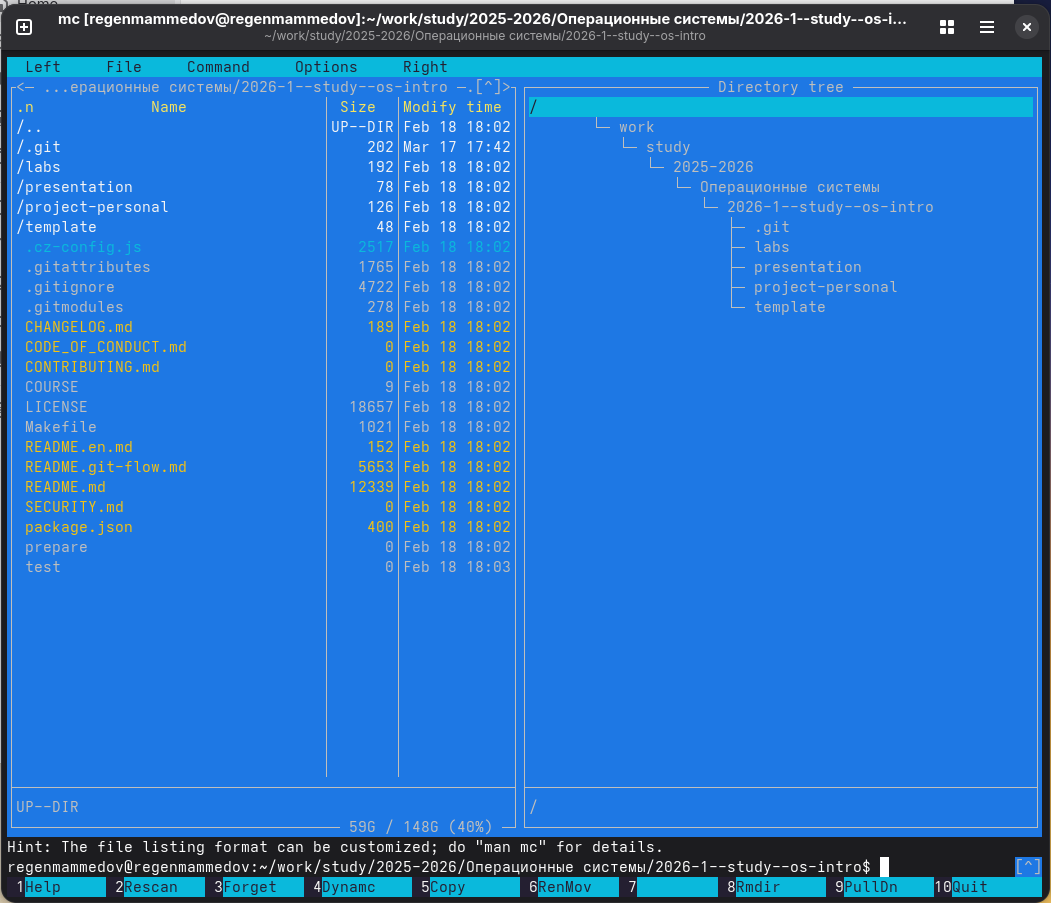 Home
mc [regenmammedov@regenmammedov]:~/work/study/2025-2026/Операционные системы/2026-1--study--os-i...
~/work/study/2025-2026/Операционные системы/2026-1--study--os-intro
Left File Command Options Right
<— ...ерационные системы/2026-1--study--os-intro —.[^]>
.n Name Size Modify time
/.. UP--DIR Feb 18 18:02
/.git 202 Mar 17 17:42
/labs 192 Feb 18 18:02
/presentation 78 Feb 18 18:02
/project-personal 126 Feb 18 18:02
/template 48 Feb 18 18:02
.cz-config.js 2517 Feb 18 18:02
.gitattributes 1765 Feb 18 18:02
.gitignore 4722 Feb 18 18:02
.gitmodules 278 Feb 18 18:02
CHANGELOG.md 189 Feb 18 18:02
CODE_OF_CONDUCT.md 0 Feb 18 18:02
CONTRIBUTING.md 0 Feb 18 18:02
COURSE 9 Feb 18 18:02
LICENSE 18657 Feb 18 18:02
Makefile 1021 Feb 18 18:02
README.en.md 152 Feb 18 18:02
README.git-flow.md 5653 Feb 18 18:02
README.md 12339 Feb 18 18:02
SECURITY.md 0 Feb 18 18:02
package.json 400 Feb 18 18:02
prepare 0 Feb 18 18:02
test 0 Feb 18 18:03
UP--DIR
59G / 148G (40%)
Directory tree
/
work
study
2025-2026
Операционные системы
2026-1--study--os-intro
.git
labs
presentation
project-personal
template
/
Hint: The file listing format can be customized; do "man mc" for details.
regenmammedov@regenmammedov:~/work/study/2025-2026/Операционные системы/2026-1--study--os-intro$ [^]
1Help 2Rescan 3Forget 4Dynamc 5Copy 6RenMov 7 8Rmdir 9PullDn 10Quit